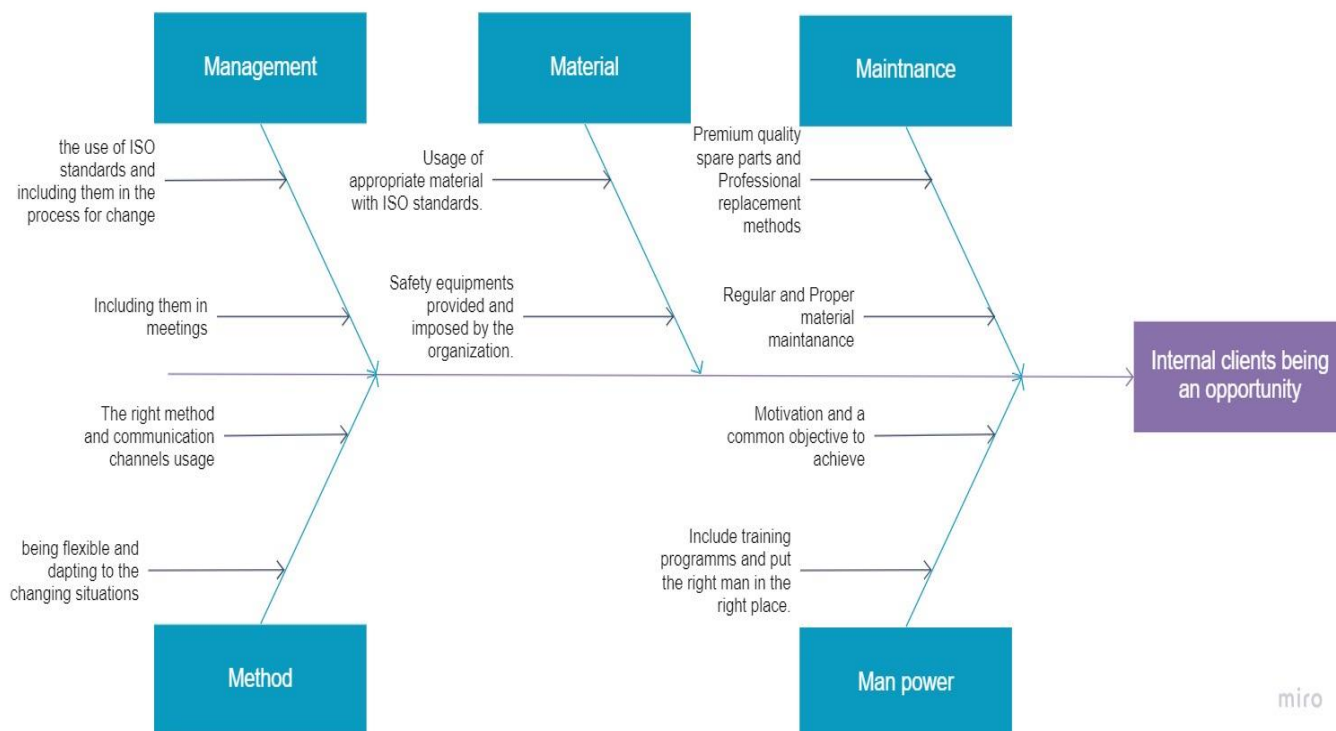 Management
Material
Maintnance
the use of ISO
standards and
including them in the
process for change
Usage of
appropriate material
with ISO standards.
Premium quality
spare parts and
Professional
replacement
methods
Including them in
meetings
Safety equipments
provided and
imposed by the
organization.
Regular and Proper
material
maintanance
Internal clients being
an opportunity
The right method
and communication
channels usage
Motivation and a
common objective to
achieve
being flexible and
dapting to the
changing situations
Include training
programms and put
the right man in the
right place.
Method
Man power
miro